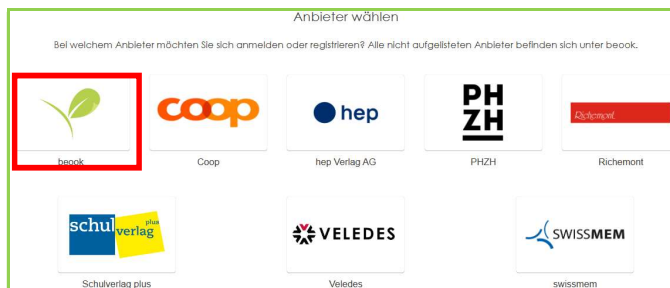 Anbieter wählen
Bei welchem Anbieter möchten Sie sich anmelden oder registrieren? Alle nicht aufgelisteten Anbieter befinden sich unter beook.
coop
hep
PH
ZH
Richemont
beook
Coop
hep Verlag AG
PHZH
Richemont
schul verlag plus
VELEDES
SWISSMEM
Schulverlag plus
Veledes
swissmem